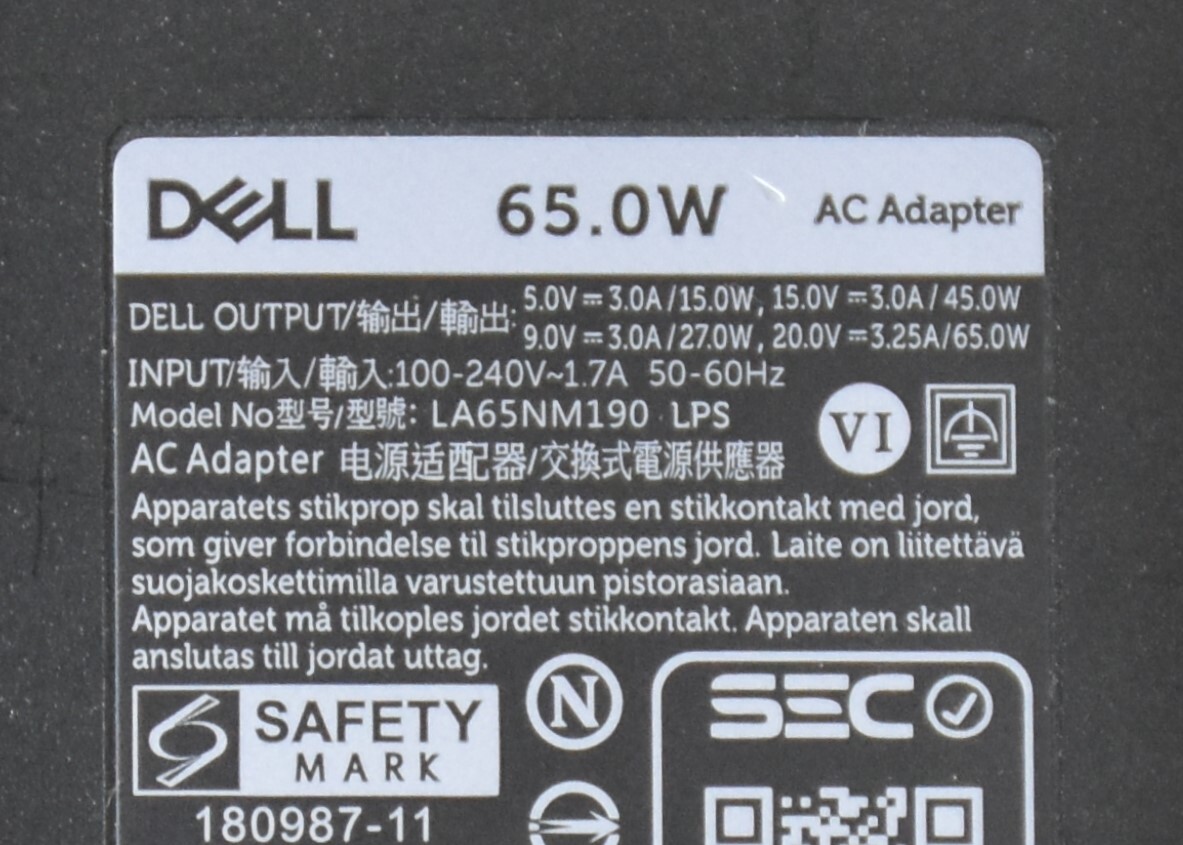 DELL 65.0W AC Adapter
DELL OUTPUT/输出/輸出: 5.0V⎓3.0A/15.0W, 15.0V⎓3.0A/45.0W
9.0V⎓3.0A/27.0W, 20.0V⎓3.25A/65.0W
INPUT/输入/輸入:100-240V~1.7A 50-60Hz
Model No型号/型號: LA65NM190 LPS
VI
AC Adapter 电源适配器/交換式電源供應器
Apparatets stikprop skal tilsluttes en stikkontakt med jord,
som giver forbindelse til stikproppens jord. Laite on liitettävä
suojakoskettimilla varustettuun pistorasiaan.
Apparatet må tilkoples jordet stikkontakt. Apparaten skall
anslutas till jordat uttag.
SAFETY
MARK
180987-11
N
SEC